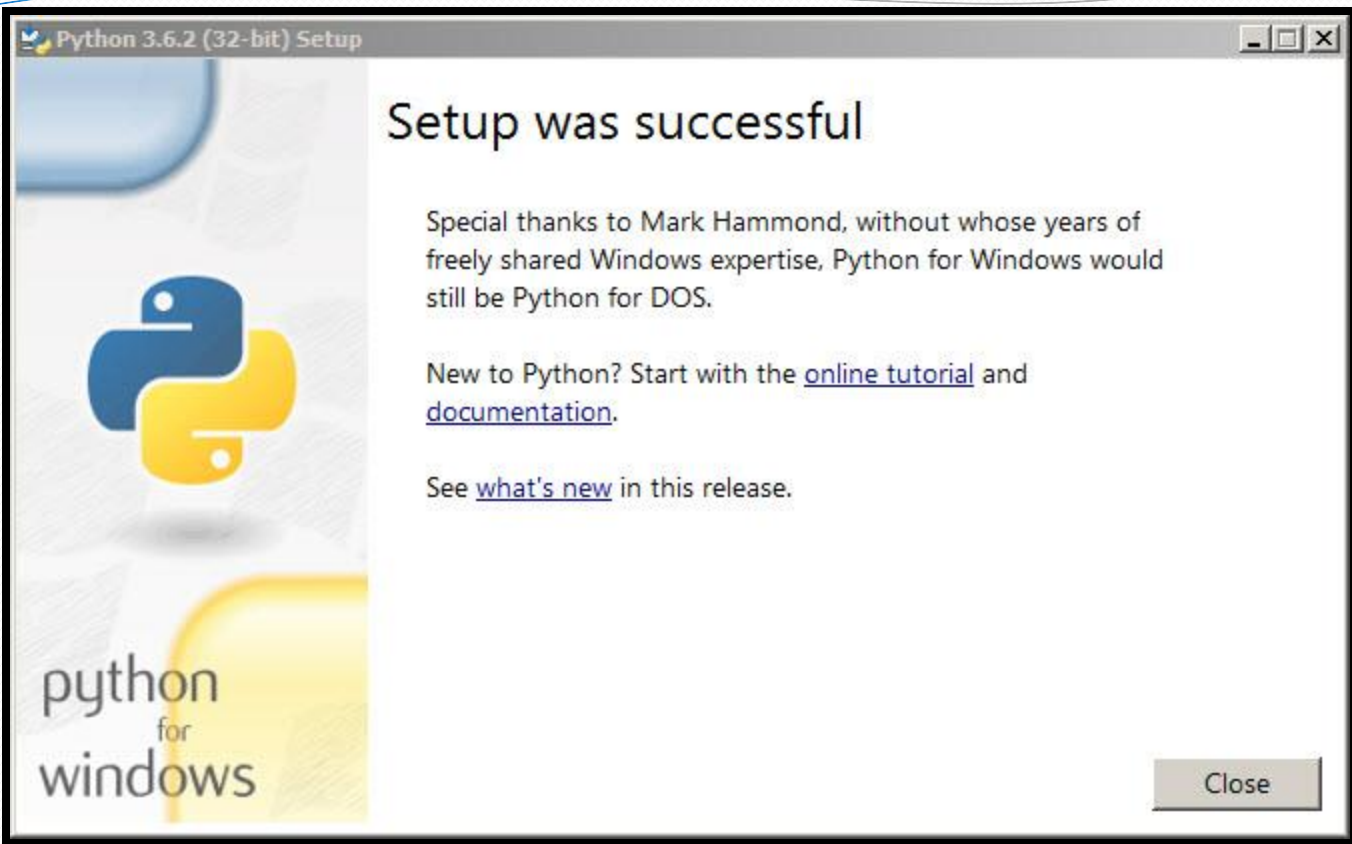 Python 3.6.2 (32-bit) Setup
Setup was successful
Special thanks to Mark Hammond, without whose years of
freely shared Windows expertise, Python for Windows would
still be Python for DOS.
New to Python? Start with the online tutorial and
documentation.
See what's new in this release.
python
for
windows
Close